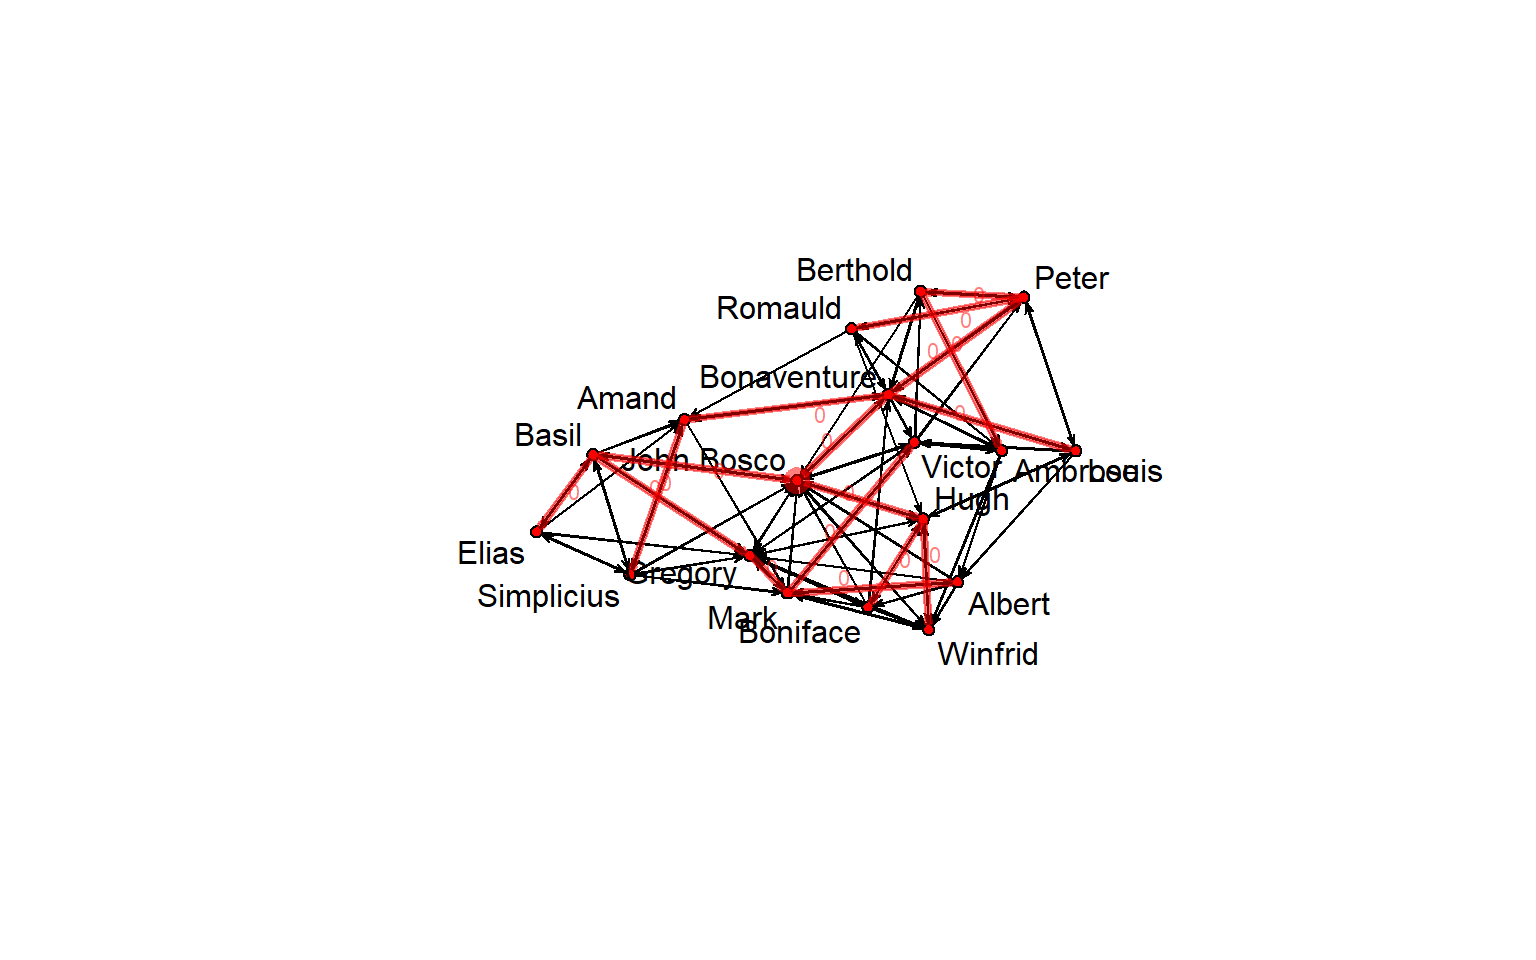 Berthold
Peter
Romauld
Bonaventure
Amand
Basil
John Bosco
Victor
Ambrose
Louis
Hugh
Elias
Gregory
Simplicius
Albert
Mark
Boniface
Winfrid
0
0
0
0
0
0
0
0
0
0
0
0
0
0